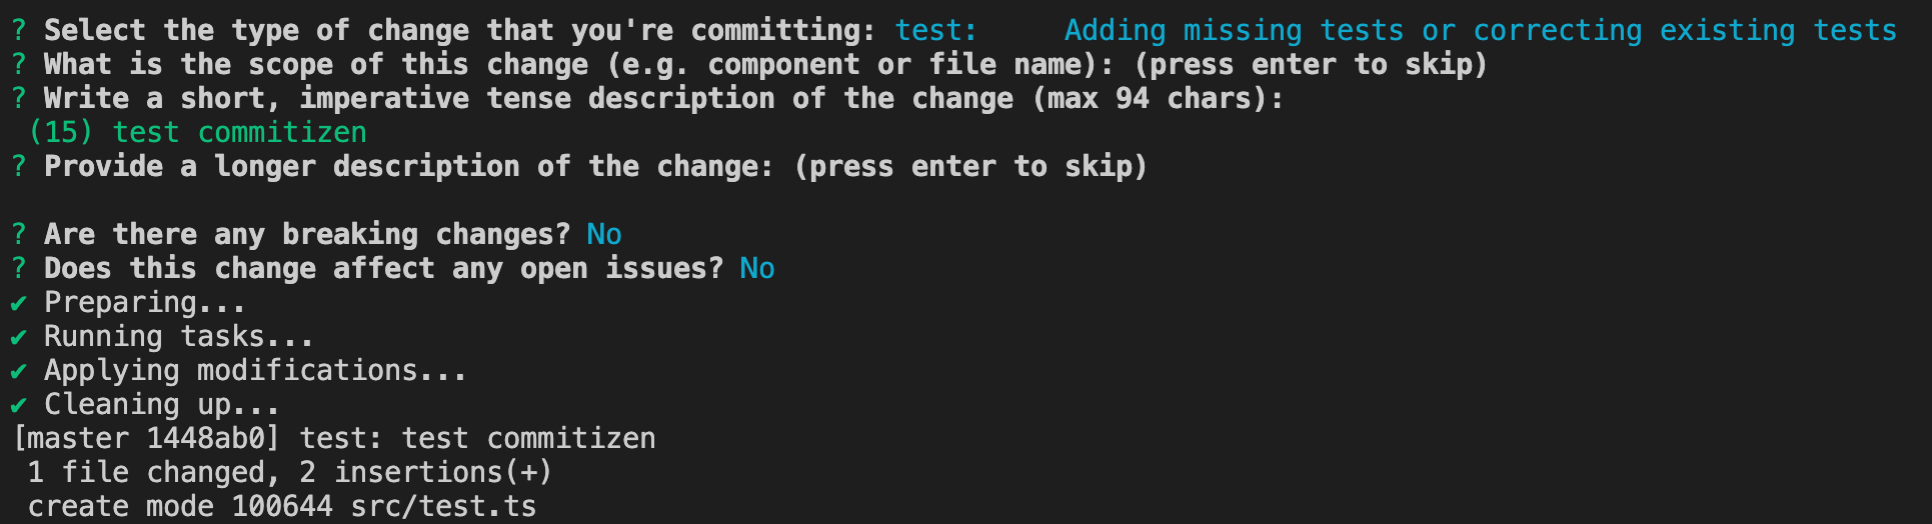 ? Select the type of change that you're committing: test:     Adding missing tests or correcting existing tests
? What is the scope of this change (e.g. component or file name): (press enter to skip)
? Write a short, imperative tense description of the change (max 94 chars):
 (15) test commitizen
? Provide a longer description of the change: (press enter to skip)
? Are there any breaking changes? No
? Does this change affect any open issues? No
✔ Preparing...
✔ Running tasks...
✔ Applying modifications...
✔ Cleaning up...
[master 1448ab0] test: test commitizen
 1 file changed, 2 insertions(+)
 create mode 100644 src/test.ts